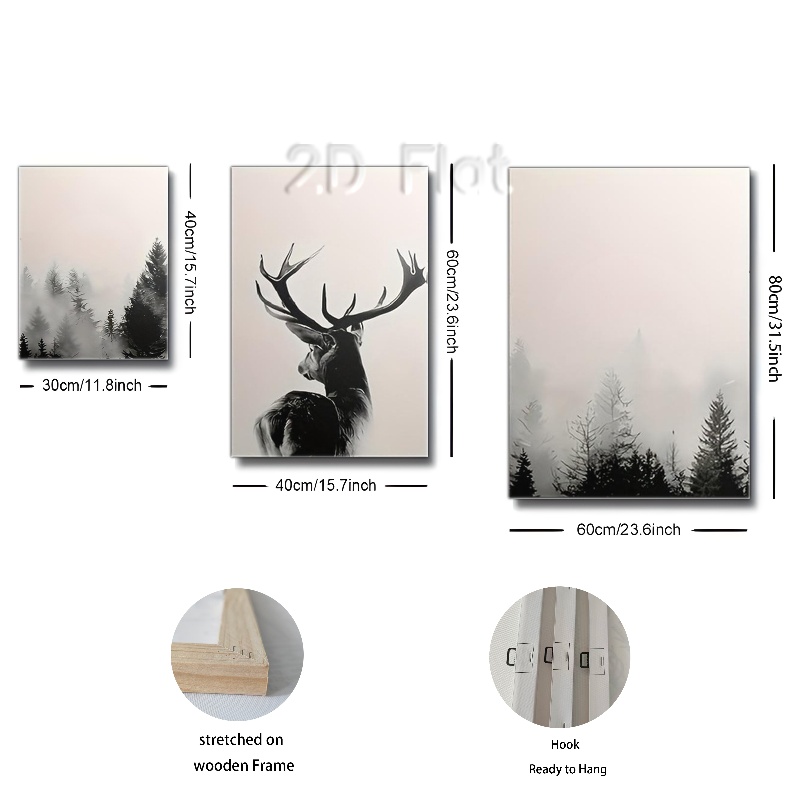 2D Flat
40cm/15.7inch
60cm/23.6inch
80cm/31.5inch
30cm/11.8inch
40cm/15.7inch
60cm/23.6inch
stretched on
wooden Frame
Hook
Ready to Hang